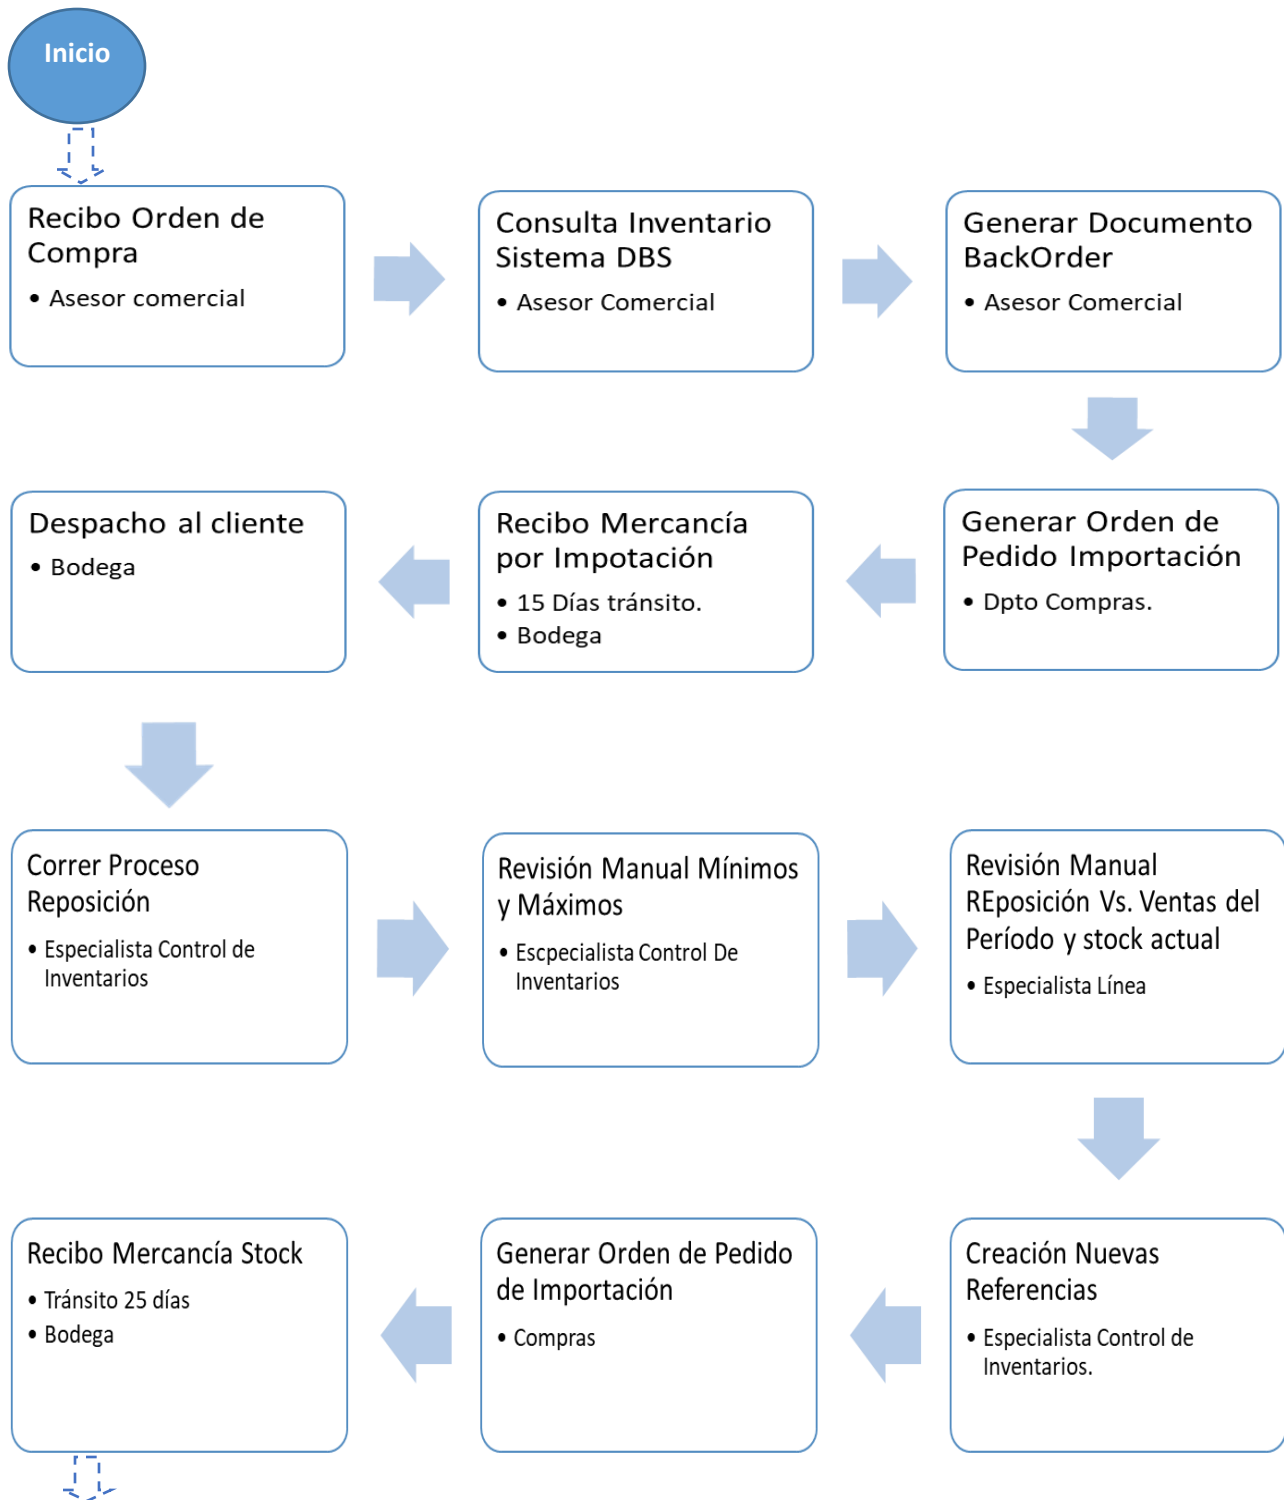 Inicio
Recibo Orden de
Compra
• Asesor comercial
Consulta Inventario
Sistema DBS
• Asesor Comercial
Generar Documento
BackOrder
• Asesor Comercial
Generar Orden de
Pedido Importación
• Dpto Compras.
Recibo Mercancía
por Impotación
• 15 Días tránsito.
• Bodega
Despacho al cliente
• Bodega
Correr Proceso
Reposición
• Especialista Control de
Inventarios
Revisión Manual Mínimos
y Máximos
• Escpecialista Control De
Inventarios
Revisión Manual
REposición Vs. Ventas del
Período y stock actual
• Especialista Línea
Creación Nuevas
Referencias
• Especialista Control de
Inventarios.
Generar Orden de Pedido
de Importación
• Compras
Recibo Mercancía Stock
• Tránsito 25 días
• Bodega